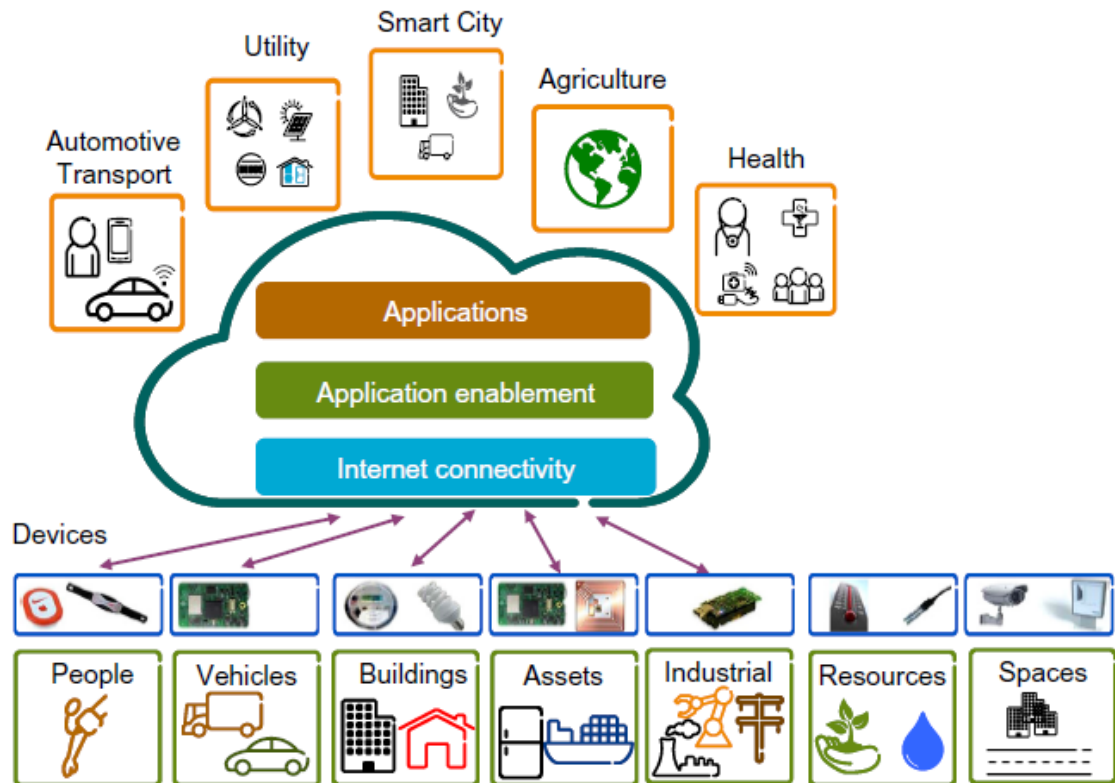 Smart City
Utility
Agriculture
Automotive
Transport
Health
Applications
Application enablement
Internet connectivity
Devices
People
Vehicles
Buildings
Assets
Industrial
Resources
Spaces